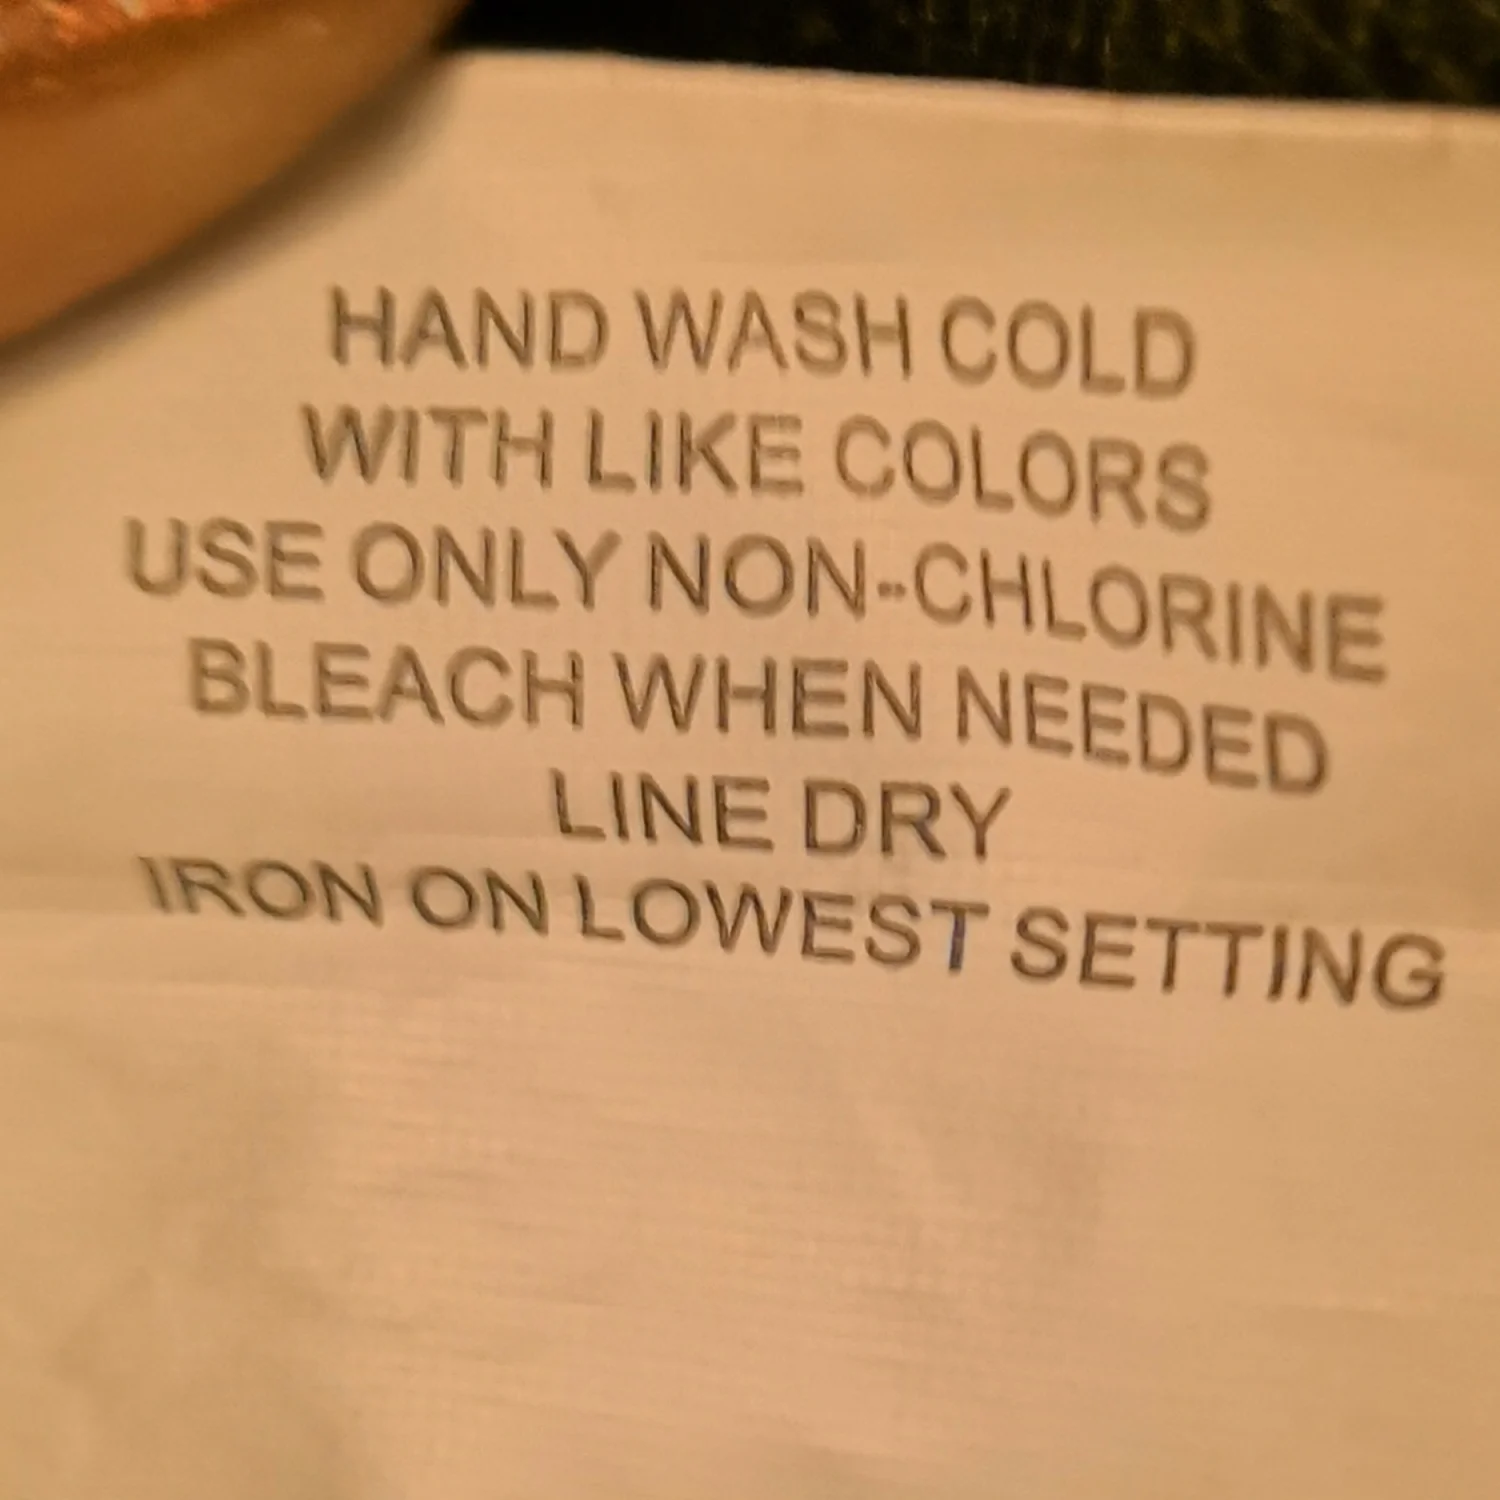 HAND WASH COLD
WITH LIKE COLORS
USE ONLY NON-CHLORINE
BLEACH WHEN NEEDED
LINE DRY
IRON ON LOWEST SETTING